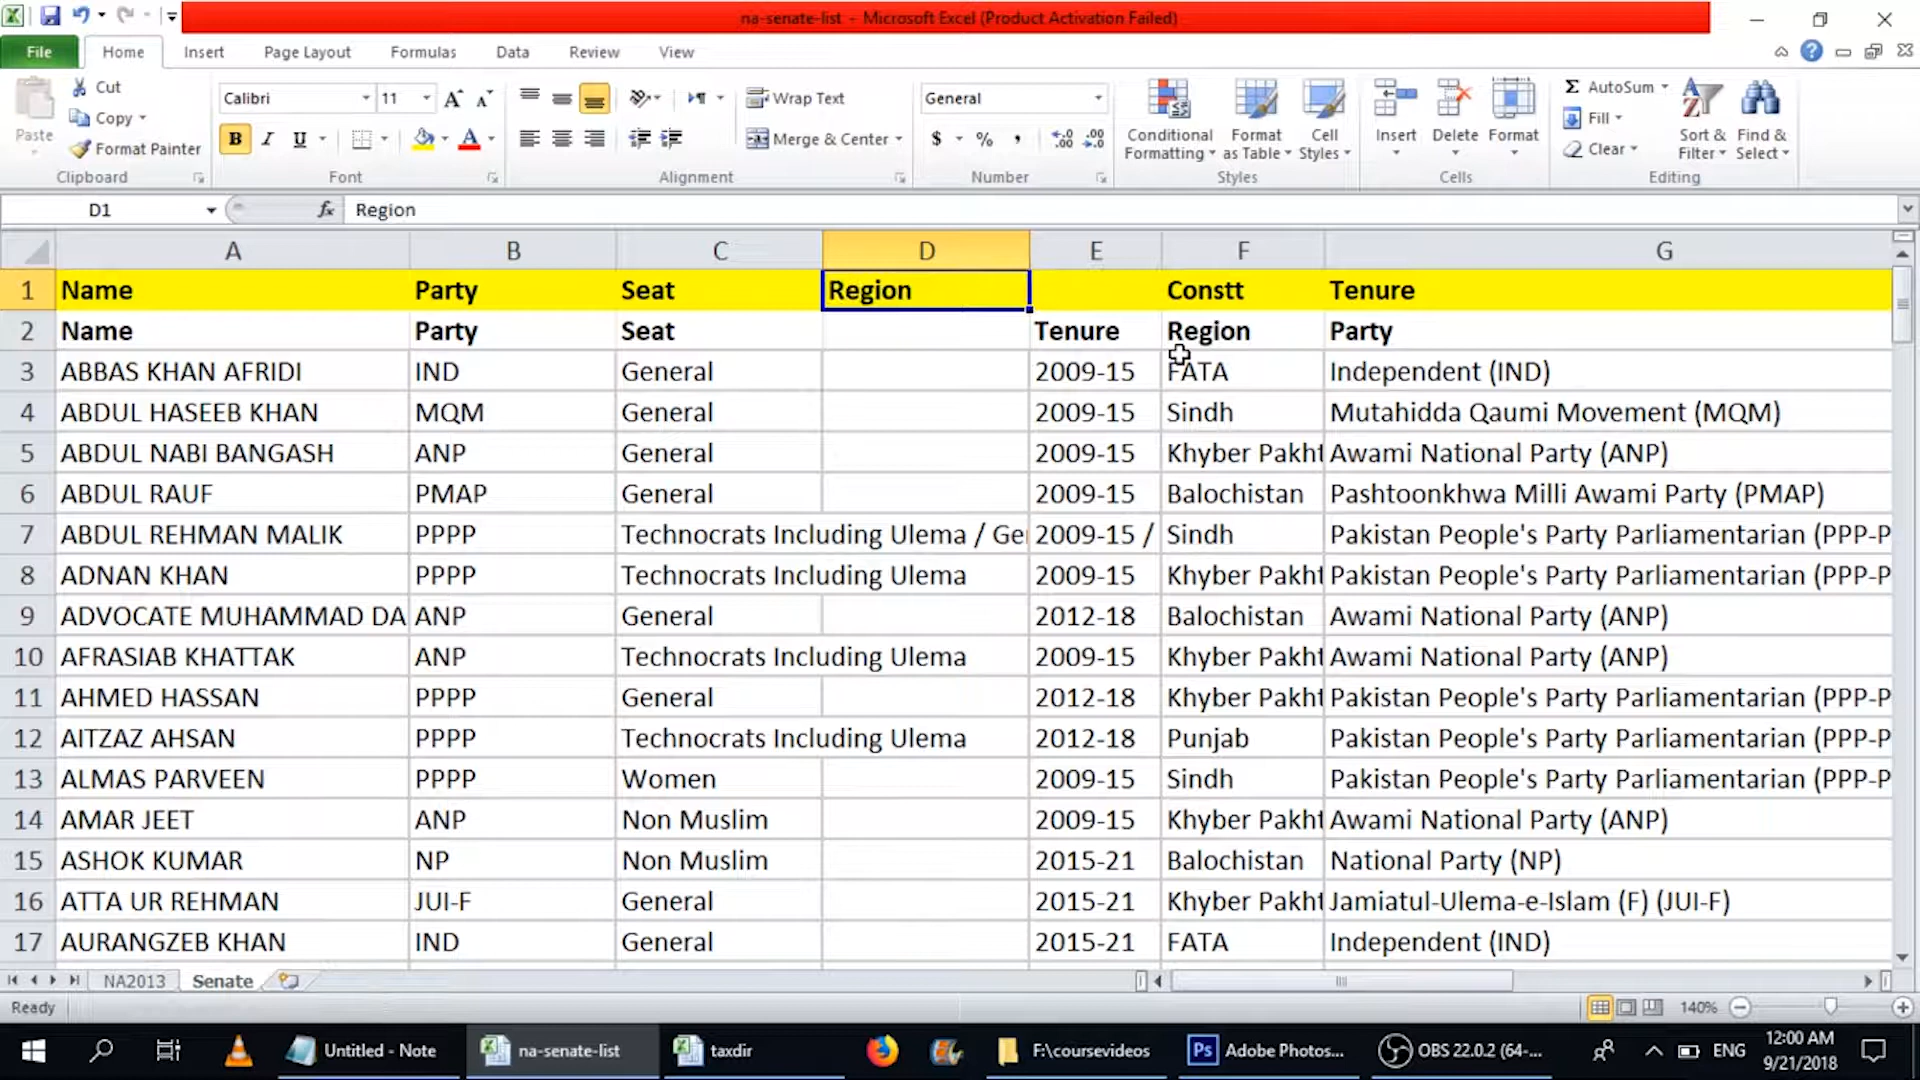 na-senate-list - Microsoft Excel (Product Activation Failed)
File Home Insert Page Layout Formulas Data Review View
Paste Cut Copy Format Painter Clipboard
Calibri 11 A A B I U A Font
Wrap Text Merge & Center Alignment
General $ % , .00 .00 Number
Conditional Formatting Format as Table Cell Styles Styles
Insert Delete Format Cells
Σ AutoSum Fill Clear Sort & Filter Find & Select Editing
D1 fx Region
A B C D E F G
1 Name Party Seat Region Constt Tenure
2 Name Party Seat Tenure Region Party
3 ABBAS KHAN AFRIDI IND General 2009-15 FATA Independent (IND)
4 ABDUL HASEEB KHAN MQM General 2009-15 Sindh Mutahidda Qaumi Movement (MQM)
5 ABDUL NABI BANGASH ANP General 2009-15 Khyber Pakht Awami National Party (ANP)
6 ABDUL RAUF PMAP General 2009-15 Balochistan Pashtoonkhwa Milli Awami Party (PMAP)
7 ABDUL REHMAN MALIK PPPP Technocrats Including Ulema / Ge 2009-15 / Sindh Pakistan People's Party Parliamentarian (PPP-P
8 ADNAN KHAN PPPP Technocrats Including Ulema 2009-15 Khyber Pakht Pakistan People's Party Parliamentarian (PPP-P
9 ADVOCATE MUHAMMAD DA ANP General 2012-18 Balochistan Awami National Party (ANP)
10 AFRASIAB KHATTAK ANP Technocrats Including Ulema 2009-15 Khyber Pakht Awami National Party (ANP)
11 AHMED HASSAN PPPP General 2012-18 Khyber Pakht Pakistan People's Party Parliamentarian (PPP-P
12 AITZAZ AHSAN PPPP Technocrats Including Ulema 2012-18 Punjab Pakistan People's Party Parliamentarian (PPP-P
13 ALMAS PARVEEN PPPP Women 2009-15 Sindh Pakistan People's Party Parliamentarian (PPP-P
14 AMAR JEET ANP Non Muslim 2009-15 Khyber Pakht Awami National Party (ANP)
15 ASHOK KUMAR NP Non Muslim 2015-21 Balochistan National Party (NP)
16 ATTA UR REHMAN JUI-F General 2015-21 Khyber Pakht Jamiatul-Ulema-e-Islam (F) (JUI-F)
17 AURANGZEB KHAN IND General 2015-21 FATA Independent (IND)
NA2013 Senate
Ready 140%
Untitled - Note na-senate-list taxdir F:\coursevideos Ps Adobe Photos... OBS 22.0.2 (64-... ENG 12:00 AM
9/21/2018